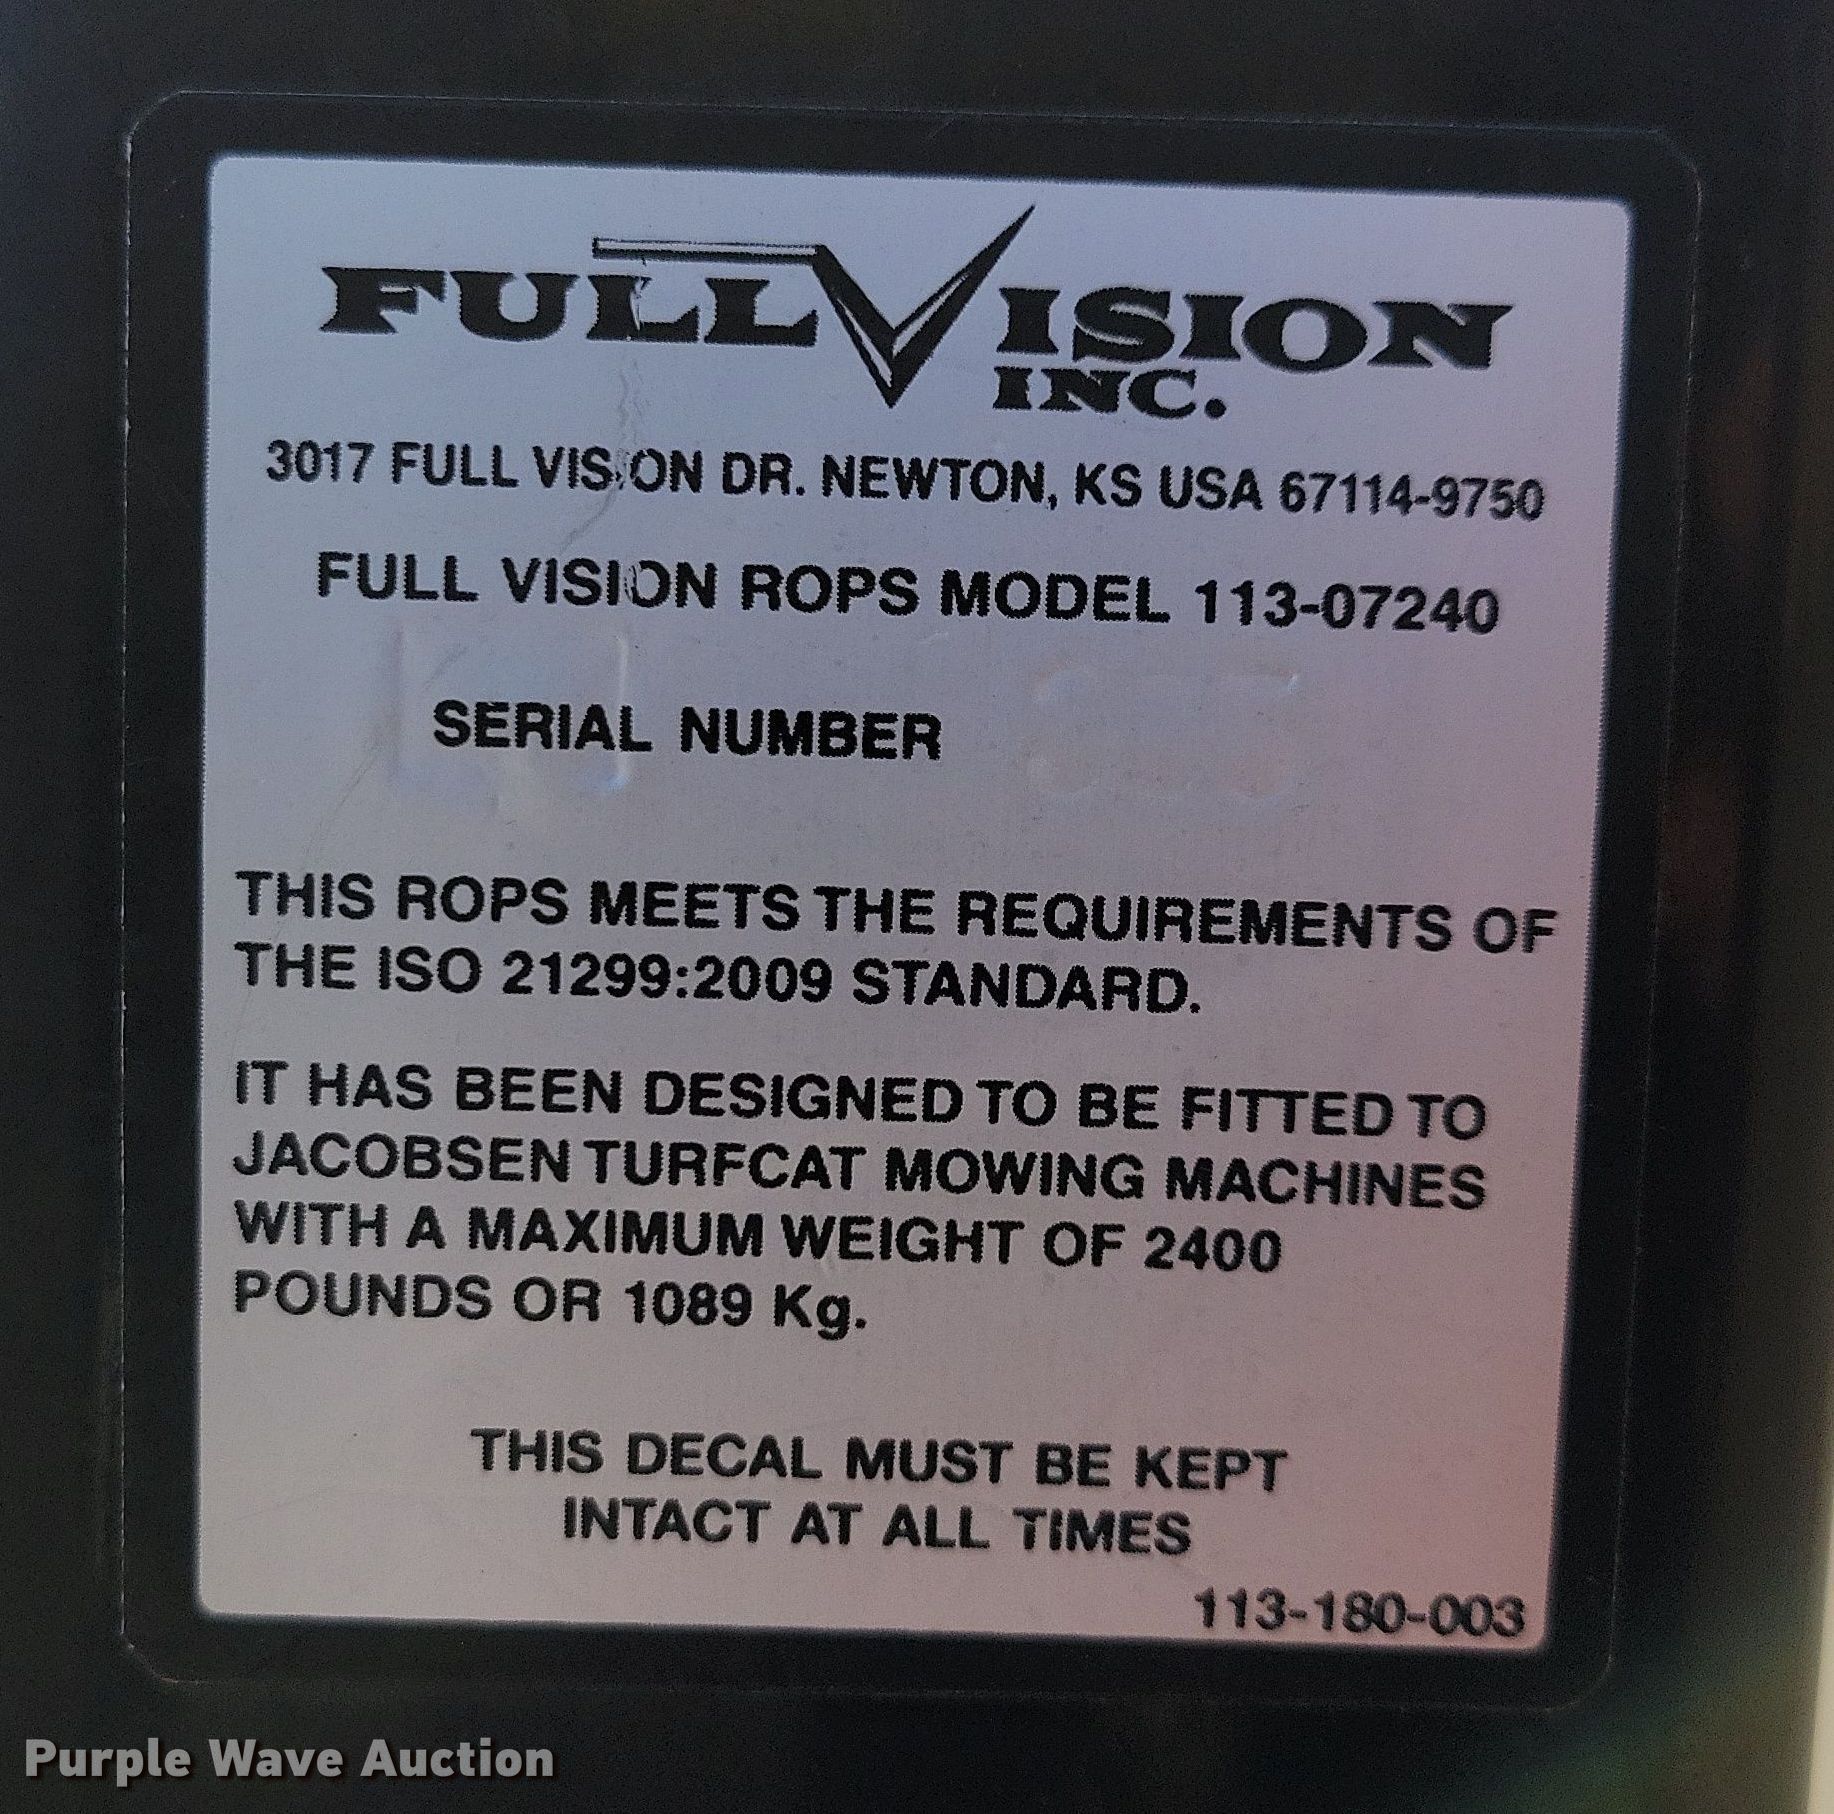 FULLVISION
INC.
3017 FULL VISION DR. NEWTON, KS USA 67114-9750
FULL VISION ROPS MODEL 113-07240
SERIAL NUMBER
THIS ROPS MEETS THE REQUIREMENTS OF
THE ISO 21299:2009 STANDARD.
IT HAS BEEN DESIGNED TO BE FITTED TO
JACOBSEN TURFCAT MOWING MACHINES
WITH A MAXIMUM WEIGHT OF 2400
POUNDS OR 1089 Kg.
THIS DECAL MUST BE KEPT
INTACT AT ALL TIMES
113-180-003
Purple Wave Auction